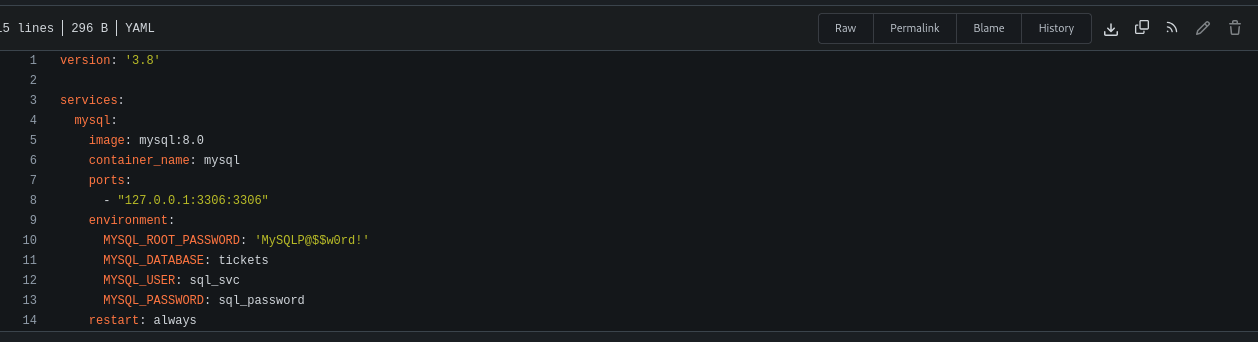 15 lines | 296 B | YAML Raw Permalink Blame History
1 version: '3.8'
2
3 services:
4   mysql:
5     image: mysql:8.0
6     container_name: mysql
7     ports:
8       - "127.0.0.1:3306:3306"
9     environment:
10       MYSQL_ROOT_PASSWORD: 'MySQLP@$$w0rd!'
11       MYSQL_DATABASE: tickets
12       MYSQL_USER: sql_svc
13       MYSQL_PASSWORD: sql_password
14     restart: always